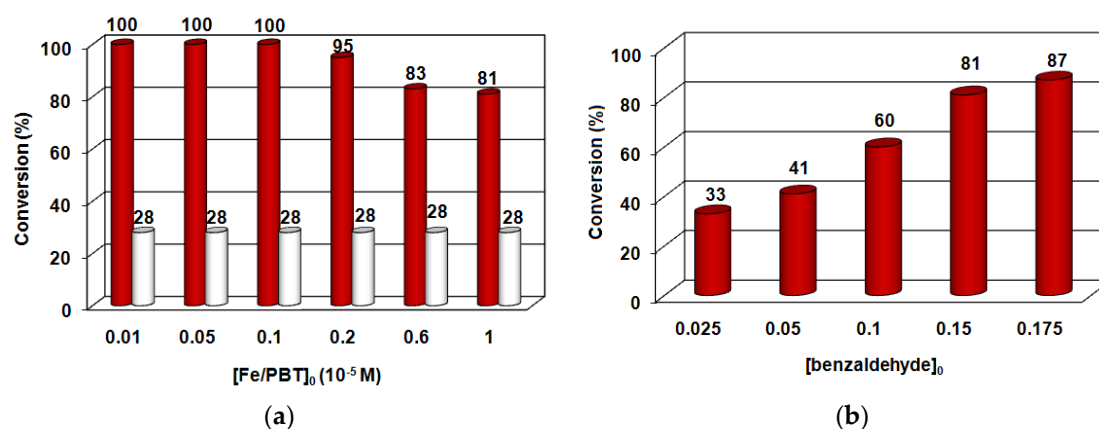 100 100 100
95
83 81
28 28 28 28 28 28
100
80
60
40
20
0
Conversion (%)
0.01 0.05 0.1 0.2 0.6 1
[Fe/PBT]₀ (10⁻⁵ M)
(a)
33 41 60 81 87
100
80
60
40
20
0
Conversion (%)
0.025 0.05 0.1 0.15 0.175
[benzaldehyde]₀
(b)